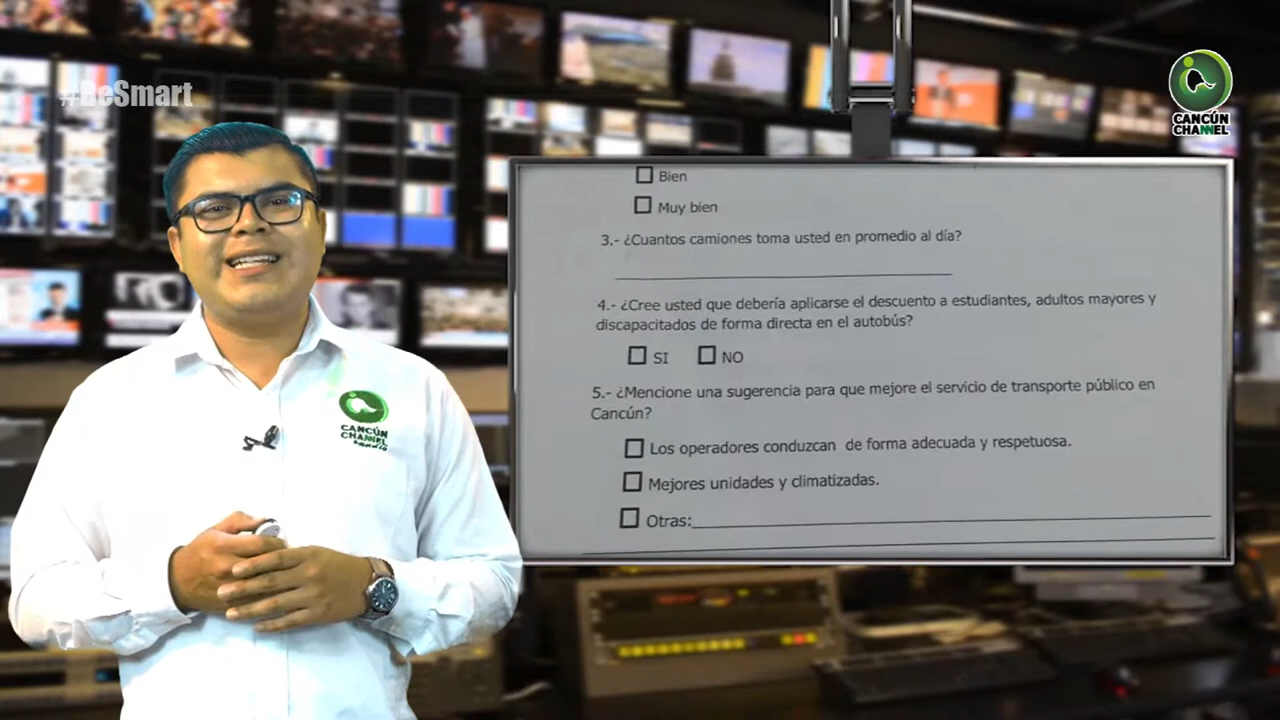 #BeSmart
CANCÚN
CHANNEL
Bien
Muy bien
3.- ¿Cuantos camiones toma usted en promedio al día?
4.- ¿Cree usted que debería aplicarse el descuento a estudiantes, adultos mayores y
discapacitados de forma directa en el autobús?
SI NO
5.- ¿Mencione una sugerencia para que mejore el servicio de transporte público en
Cancún?
Los operadores conduzcan de forma adecuada y respetuosa.
Mejores unidades y climatizadas.
Otras:
CANCÚN
CHANNEL